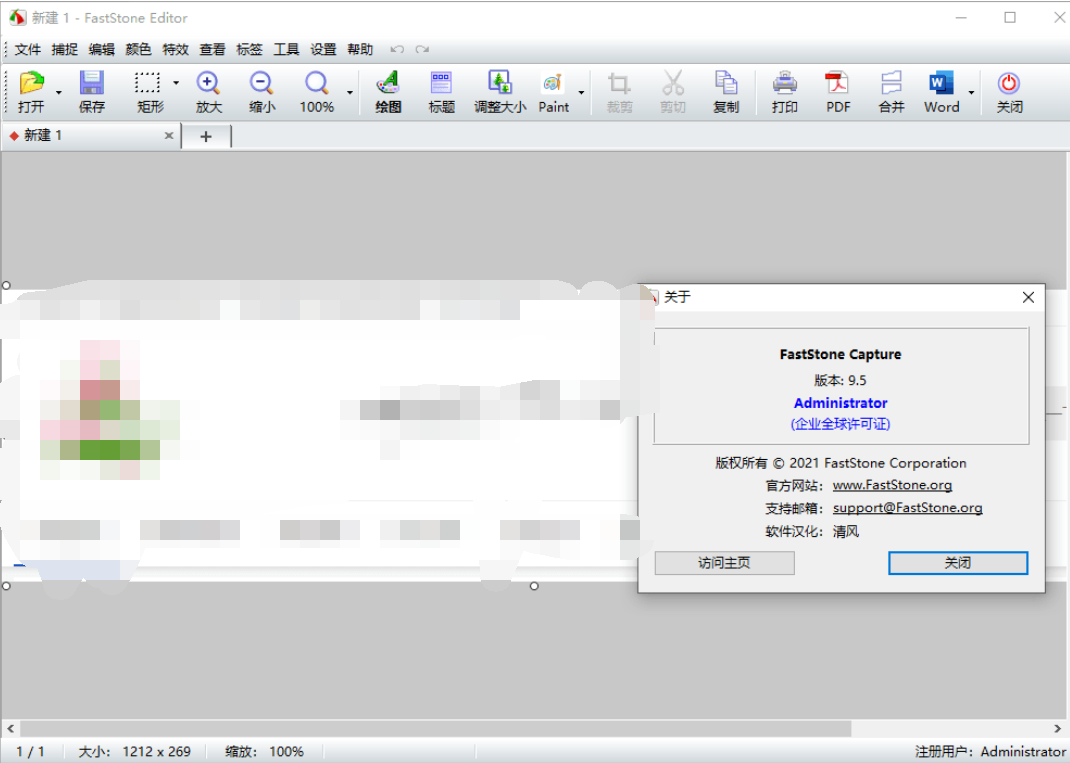 新建 1 - FastStone Editor
文件 捕捉 编辑 颜色 特效 查看 标签 工具 设置 帮助
打开 保存 矩形 放大 缩小 100% 绘图 标题 调整大小 Paint 裁剪 剪切 复制 打印 PDF 合并 Word 关闭
新建 1
关于
FastStone Capture
版本: 9.5
Administrator
(企业全球许可证)
版权所有 © 2021 FastStone Corporation
官方网站: www.FastStone.org
支持邮箱: support@FastStone.org
软件汉化: 清风
访问主页 关闭
1 / 1 大小: 1212 x 269 缩放: 100% 注册用户: Administrator